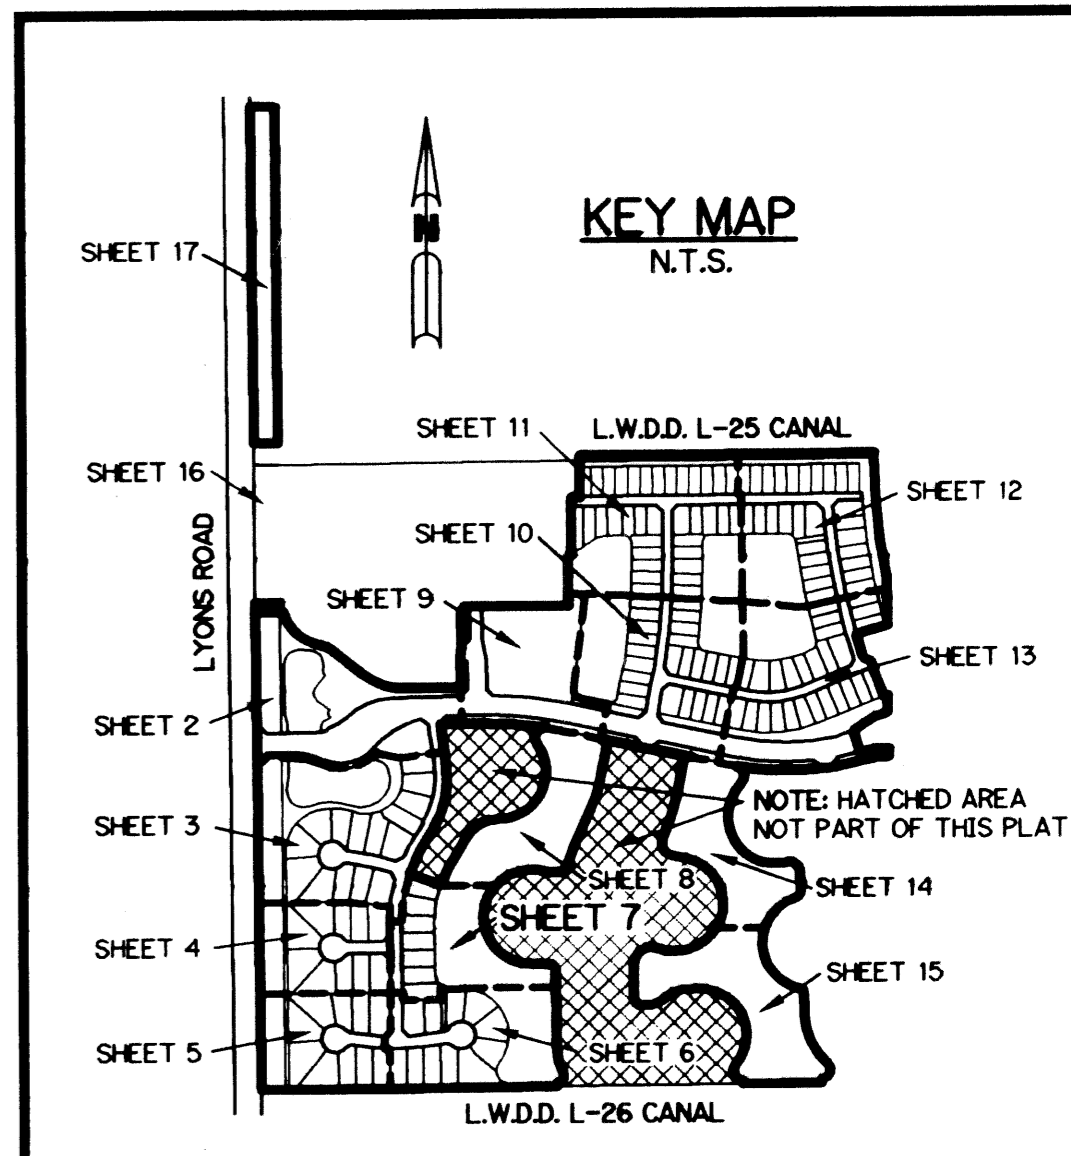 KEY MAP
N.T.S.
N
SHEET 17
SHEET 11
L.W.D.D. L-25 CANAL
SHEET 16
SHEET 12
LYONS ROAD
SHEET 10
SHEET 9
SHEET 13
SHEET 2
NOTE: HATCHED AREA
NOT PART OF THIS PLAT
SHEET 3
SHEET 8
SHEET 14
SHEET 7
SHEET 4
SHEET 15
SHEET 5
SHEET 6
L.W.D.D. L-26 CANAL